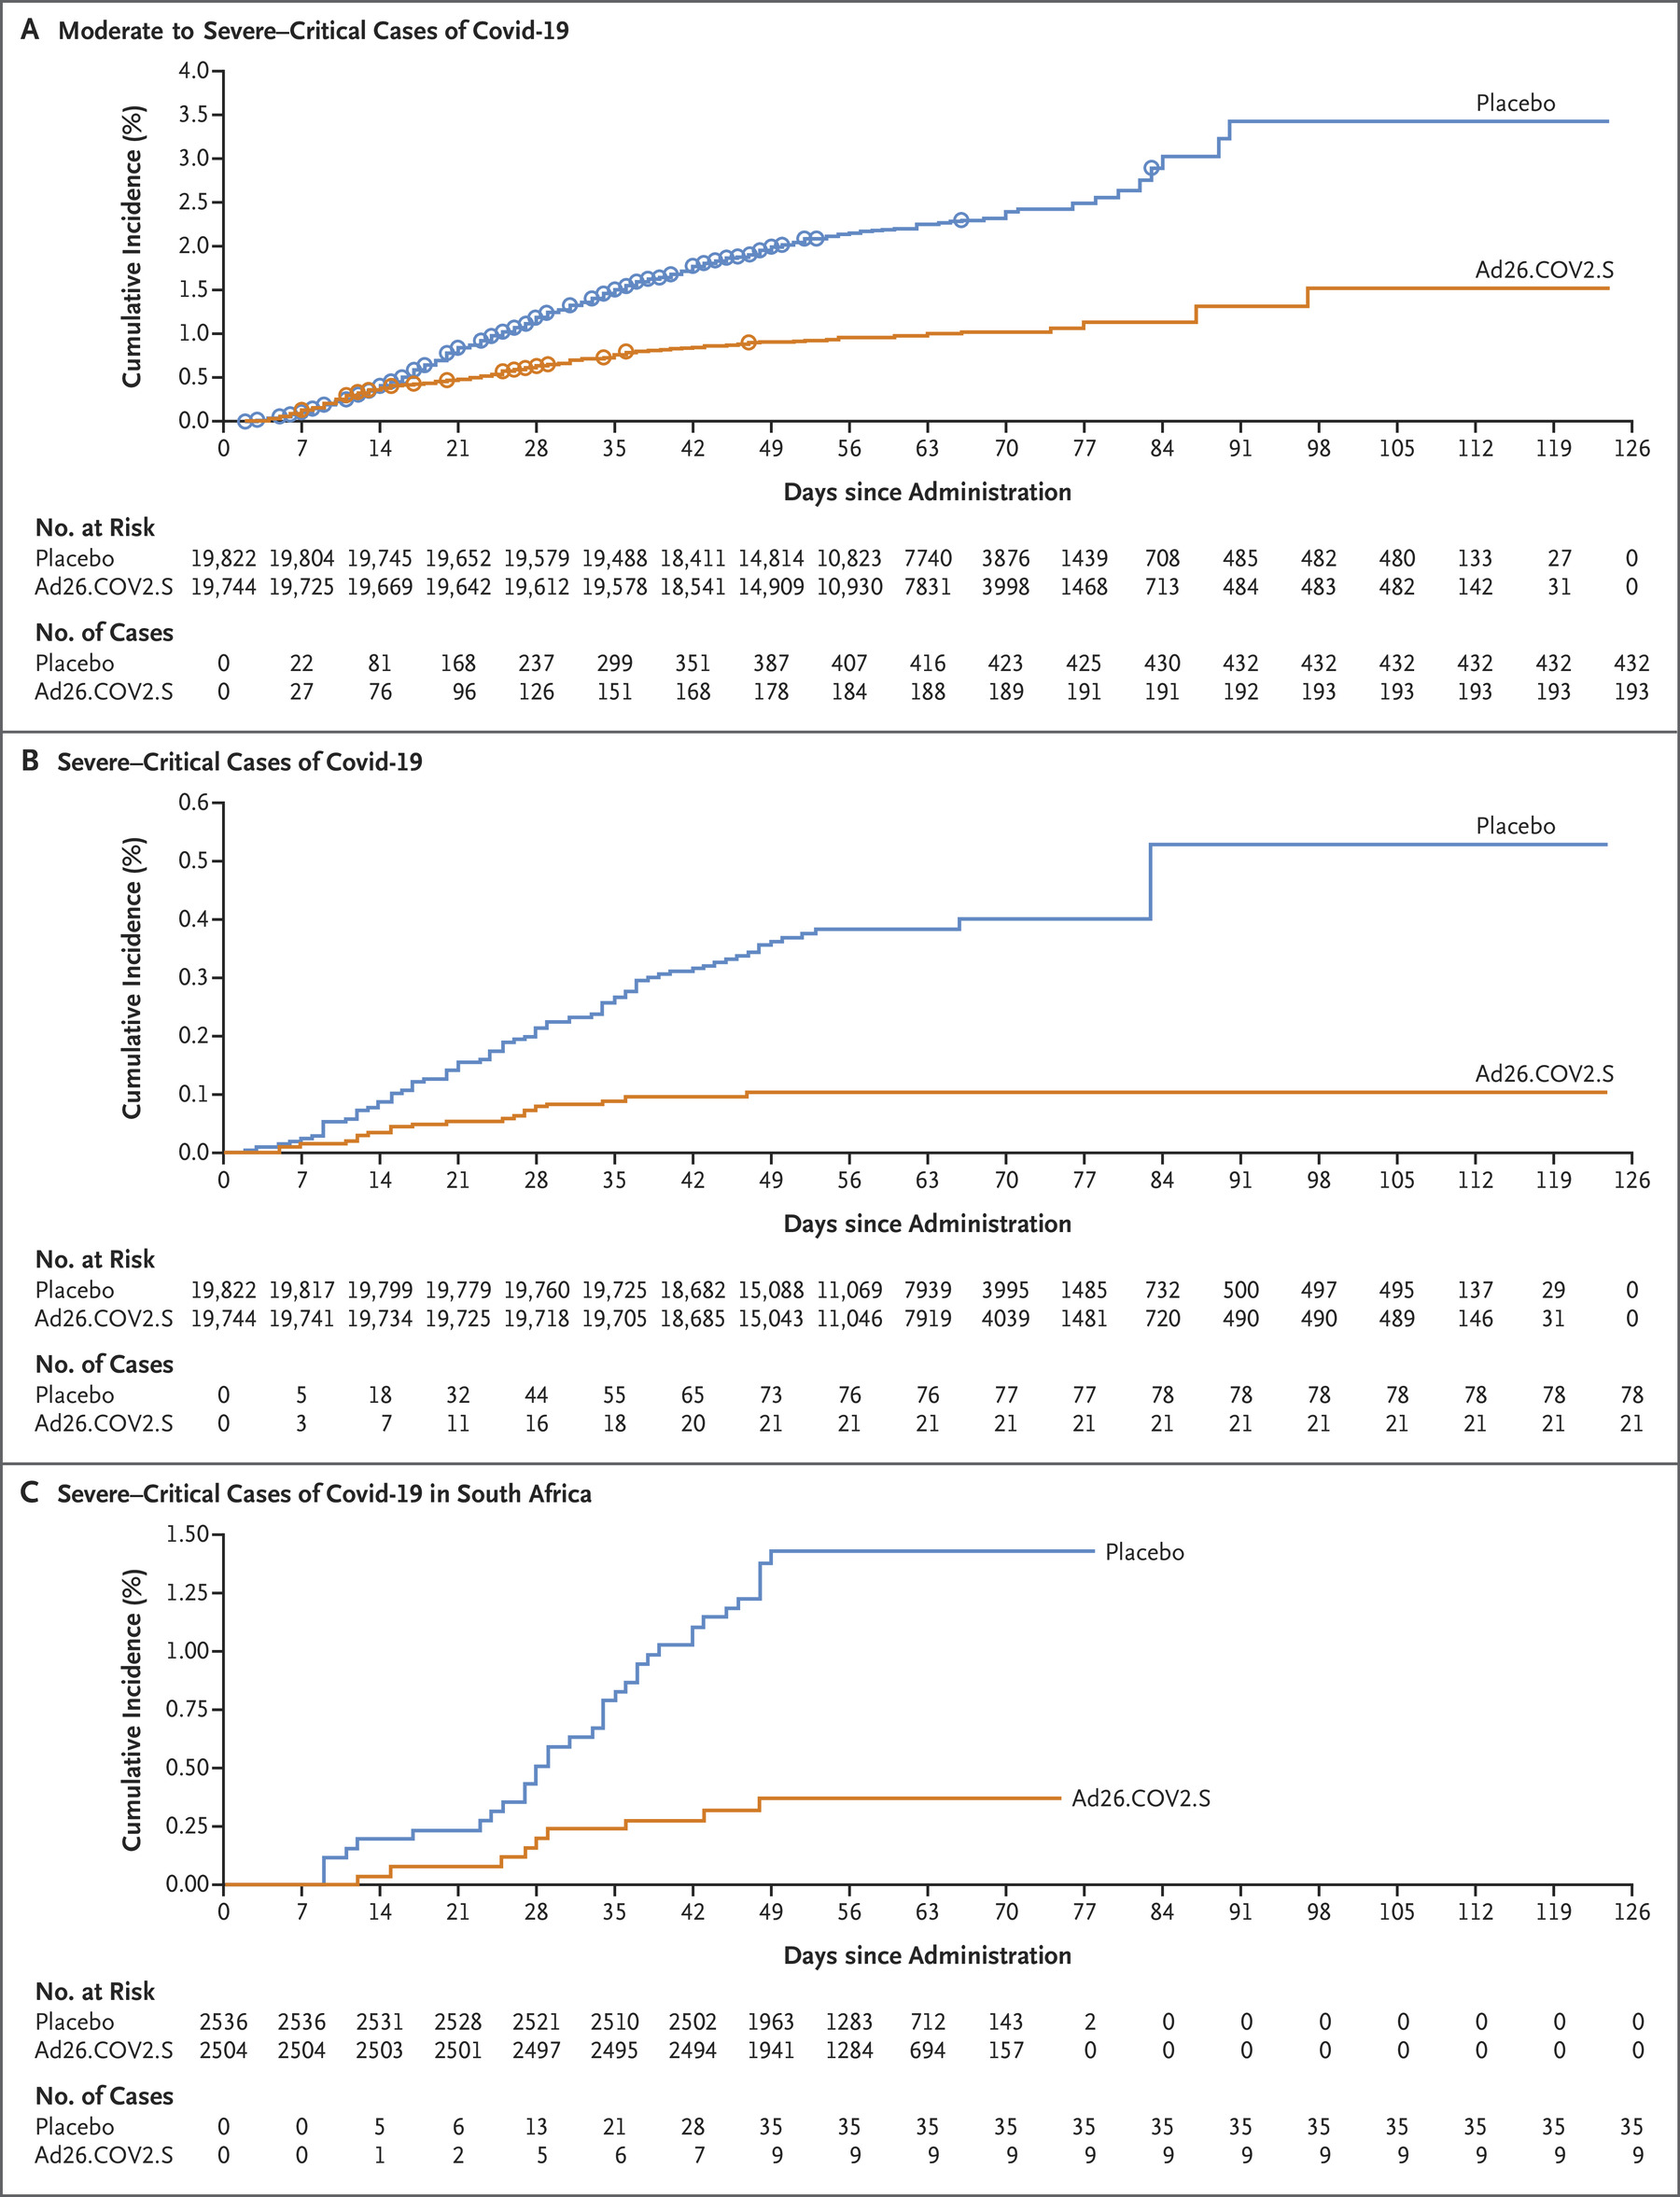 A Moderate to Severe–Critical Cases of Covid-19
4.0
3.5
3.0
2.5
2.0
1.5
1.0
0.5
0.0
Cumulative Incidence (%)
Placebo
Ad26.COV2.S
0 7 14 21 28 35 42 49 56 63 70 77 84 91 98 105 112 119 126
Days since Administration
No. at Risk
Placebo 19,822 19,804 19,745 19,652 19,579 19,488 18,411 14,814 10,823 7740 3876 1439 708 485 482 480 133 27 0
Ad26.COV2.S 19,744 19,725 19,669 19,642 19,612 19,578 18,541 14,909 10,930 7831 3998 1468 713 484 483 482 142 31 0
No. of Cases
Placebo 0 22 81 168 237 299 351 387 407 416 423 425 430 432 432 432 432 432 432
Ad26.COV2.S 0 27 76 96 126 151 168 178 184 188 189 191 191 192 193 193 193 193 193
B Severe–Critical Cases of Covid-19
0.6
0.5
0.4
0.3
0.2
0.1
0.0
Cumulative Incidence (%)
Placebo
Ad26.COV2.S
0 7 14 21 28 35 42 49 56 63 70 77 84 91 98 105 112 119 126
Days since Administration
No. at Risk
Placebo 19,822 19,817 19,799 19,779 19,760 19,725 18,682 15,088 11,069 7939 3995 1485 732 500 497 495 137 29 0
Ad26.COV2.S 19,744 19,741 19,734 19,725 19,718 19,705 18,685 15,043 11,046 7919 4039 1481 720 490 490 489 146 31 0
No. of Cases
Placebo 0 5 18 32 44 55 65 73 76 76 77 77 78 78 78 78 78 78 78
Ad26.COV2.S 0 3 7 11 16 18 20 21 21 21 21 21 21 21 21 21 21 21 21
C Severe–Critical Cases of Covid-19 in South Africa
1.50
1.25
1.00
0.75
0.50
0.25
0.00
Cumulative Incidence (%)
Placebo
Ad26.COV2.S
0 7 14 21 28 35 42 49 56 63 70 77 84 91 98 105 112 119 126
Days since Administration
No. at Risk
Placebo 2536 2536 2531 2528 2521 2510 2502 1963 1283 712 143 2 0 0 0 0 0 0 0
Ad26.COV2.S 2504 2504 2503 2501 2497 2495 2494 1941 1284 694 157 0 0 0 0 0 0 0 0
No. of Cases
Placebo 0 0 5 6 13 21 28 35 35 35 35 35 35 35 35 35 35 35 35
Ad26.COV2.S 0 0 1 2 5 6 7 9 9 9 9 9 9 9 9 9 9 9 9